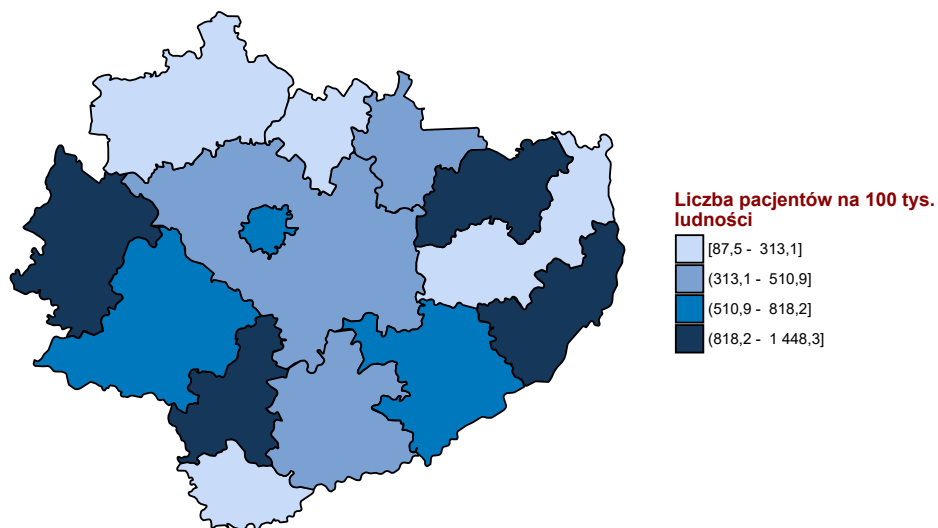 Liczba pacjentów na 100 tys.
ludności
[87,5 - 313,1]
(313,1 - 510,9]
(510,9 - 818,2]
(818,2 - 1 448,3]